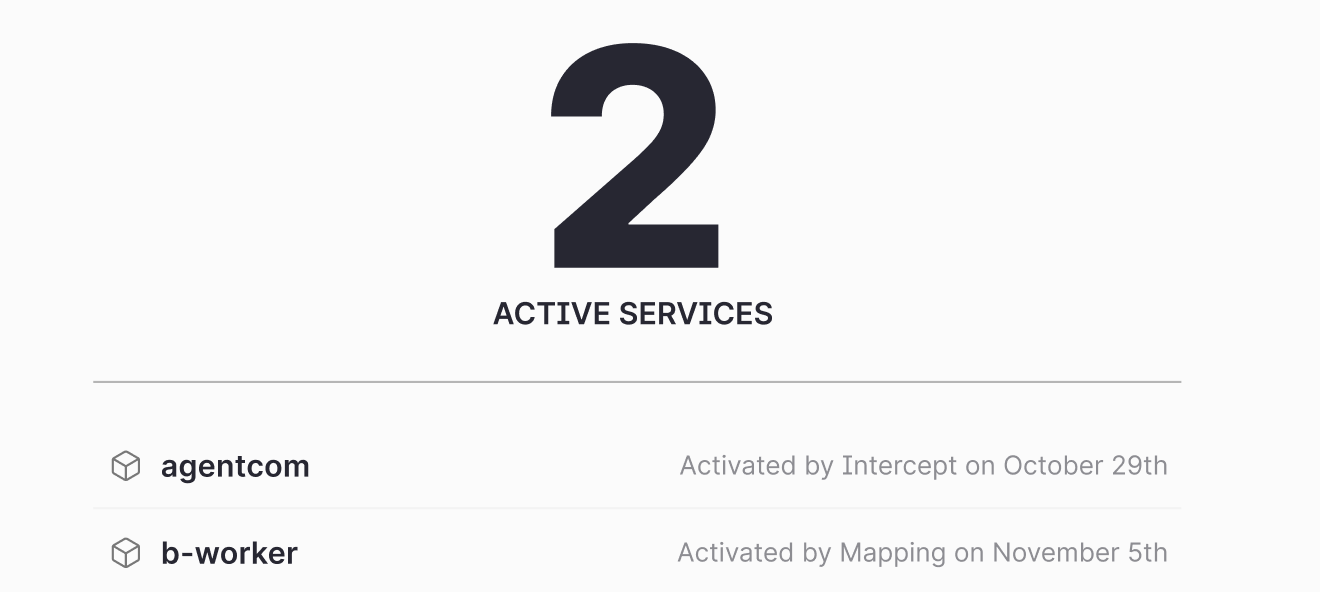 2
ACTIVE SERVICES
agentcom Activated by Intercept on October 29th
b-worker Activated by Mapping on November 5th